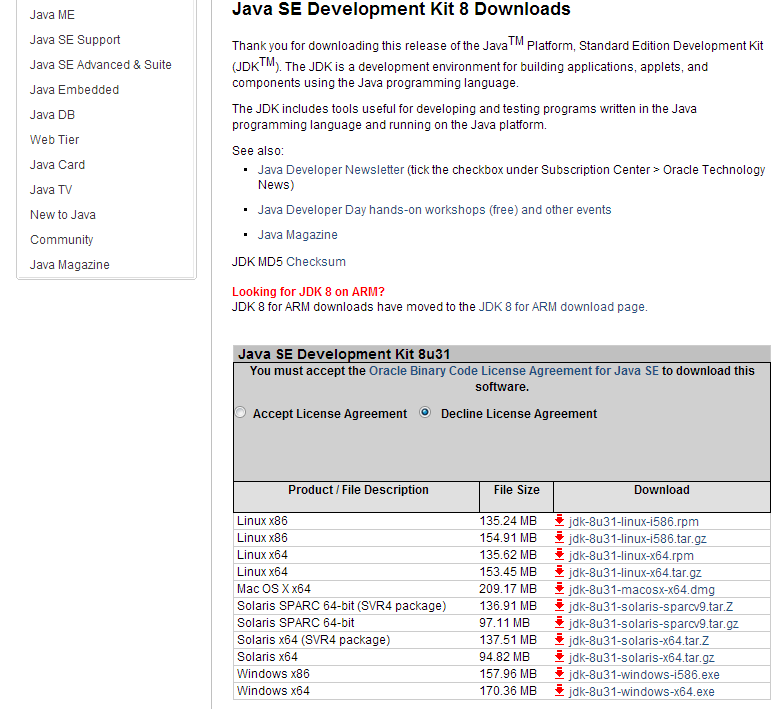 Java ME
Java SE Support
Java SE Advanced & Suite
Java Embedded
Java DB
Web Tier
Java Card
Java TV
New to Java
Community
Java Magazine
Java SE Development Kit 8 Downloads
Thank you for downloading this release of the Java™ Platform, Standard Edition Development Kit
(JDK™). The JDK is a development environment for building applications, applets, and
components using the Java programming language.
The JDK includes tools useful for developing and testing programs written in the Java
programming language and running on the Java platform.
See also:
▪ Java Developer Newsletter (tick the checkbox under Subscription Center > Oracle Technology
News)
▪ Java Developer Day hands-on workshops (free) and other events
▪ Java Magazine
JDK MD5 Checksum
Looking for JDK 8 on ARM?
JDK 8 for ARM downloads have moved to the JDK 8 for ARM download page.
Java SE Development Kit 8u31
You must accept the Oracle Binary Code License Agreement for Java SE to download this
software.
Accept License Agreement Decline License Agreement
Product / File Description File Size Download
Linux x86 135.24 MB jdk-8u31-linux-i586.rpm
Linux x86 154.91 MB jdk-8u31-linux-i586.tar.gz
Linux x64 135.62 MB jdk-8u31-linux-x64.rpm
Linux x64 153.45 MB jdk-8u31-linux-x64.tar.gz
Mac OS X x64 209.17 MB jdk-8u31-macosx-x64.dmg
Solaris SPARC 64-bit (SVR4 package) 136.91 MB jdk-8u31-solaris-sparcv9.tar.Z
Solaris SPARC 64-bit 97.11 MB jdk-8u31-solaris-sparcv9.tar.gz
Solaris x64 (SVR4 package) 137.51 MB jdk-8u31-solaris-x64.tar.Z
Solaris x64 94.82 MB jdk-8u31-solaris-x64.tar.gz
Windows x86 157.96 MB jdk-8u31-windows-i586.exe
Windows x64 170.36 MB jdk-8u31-windows-x64.exe